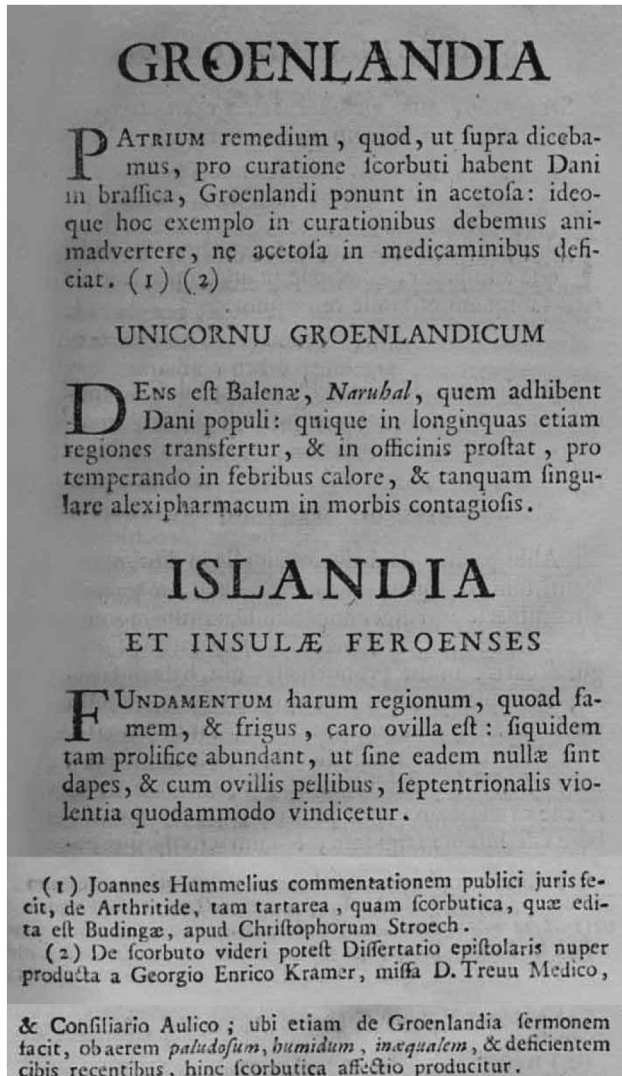 GROENLANDIA
PATRIUM remedium, quod, ut ſupra diceba-
mus, pro curatione ſcorbuti habent Dani
in braſſica, Groenlandi ponunt in acetoſa: ideo-
que hoc exemplo in curationibus debemus ani-
madvertere, ne acetoſa in medicaminibus defi-
ciat. (1) (2)
UNICORNU GROENLANDICUM
DENS eſt Balenæ, Naruhal, quem adhibent
Dani populi: quique in longinquas etiam
regiones transfertur, & in officinis proſtat, pro
temperando in febribus calore, & tanquam ſingu-
lare alexipharmacum in morbis contagioſis.
ISLANDIA
ET INSULÆ FEROENSES
FUNDAMENTUM harum regionum, quoad fa-
mem, & frigus, caro ovilla eſt: ſiquidem
tam prolifice abundant, ut ſine eadem nullæ ſint
dapes, & cum ovillis pellibus, ſeptentrionalis vio-
lentia quodammodo vindicetur.
(1) Joannes Hummelius commentationem publici juris fe-
cit, de Arthritide, tam tartarea, quam ſcorbutica, quæ edi-
ta eſt Budingæ, apud Chriſtophorum Stroech.
(2) De ſcorbuto videri poteſt Diſſertatio epiſtolaris nuper
producta a Georgio Enrico Kramer, miſſa D. Treuu Medico,
& Conſiliario Aulico; ubi etiam de Groenlandia ſermonem
facit, ob aerem paludoſum, humidum, inæqualem, & deficientem
cibis recentibus, hinc ſcorbutica affectio producitur.